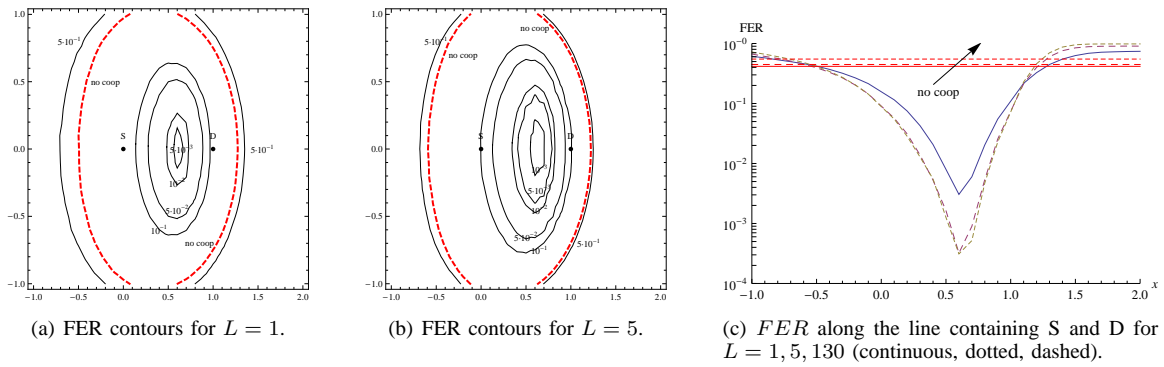 1.0
0.5
0.0
-0.5
-1.0
-1.0 -0.5 0.0 0.5 1.0 1.5 2.0
5·10⁻¹
no coop
S
D
5·10⁻³
5·10⁻¹
10⁻²
5·10⁻²
10⁻¹
no coop
(a) FER contours for L = 1.
1.0
0.5
0.0
-0.5
-1.0
-1.0 -0.5 0.0 0.5 1.0 1.5 2.0
no coop
5·10⁻¹
no coop
S
D
10⁻²
5·10⁻²
10⁻¹
5·10⁻¹
(b) FER contours for L = 5.
FER
10⁻⁰
10⁻¹
10⁻²
10⁻³
10⁻⁴
no coop
-1.0 -0.5 0.0 0.5 1.0 1.5 2.0
x
(c) FER along the line containing S and D for
L = 1, 5, 130 (continuous, dotted, dashed).